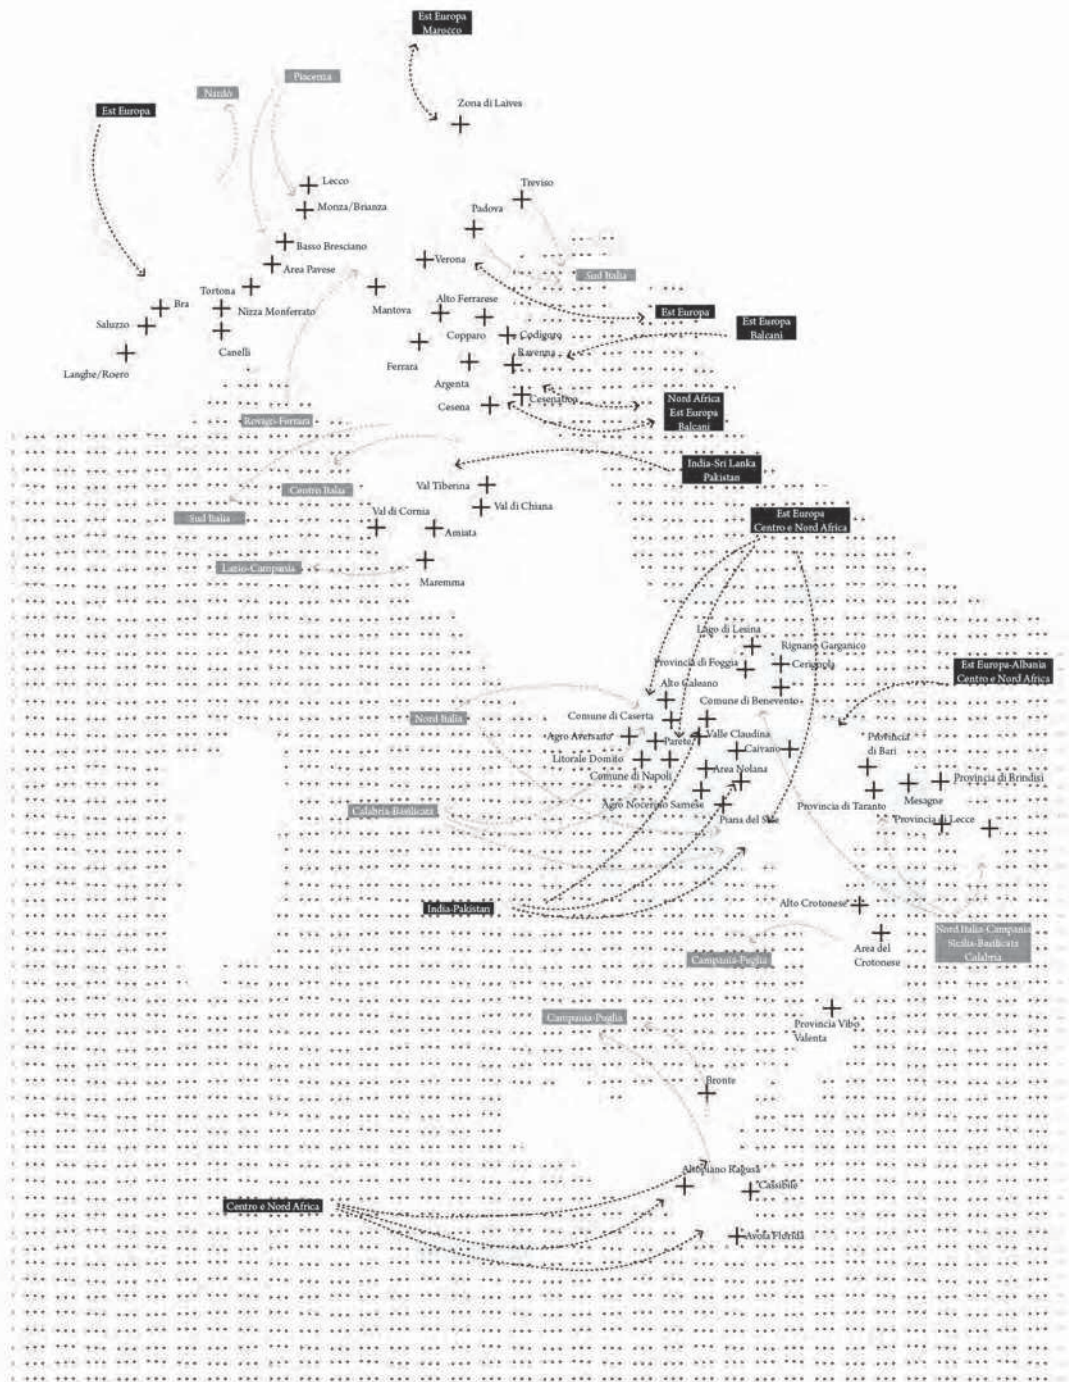 Est Europa
Marocco
Piacenza
Nardò
Est Europa
Zona di Laives
Lecco
Monza/Brianza
Treviso
Padova
Basso Bresciano
Area Pavese
Verona
Sud Italia
Tortona
Bra
Nizza Monferrato
Mantova
Alto Ferrarese
Est Europa
Est Europa
Balcani
Saluzzo
Canelli
Copparo
Codigoro
Ravenna
Langhe/Roero
Ferrara
Argenta
Cesena
Cesenatico
Nord Africa
Est Europa
Balcani
Rovigo-Ferrara
India-Sri Lanka
Pakistan
Centro Italia
Val Tiberina
Val di Chiana
Sud Italia
Val di Cornia
Amiata
Est Europa
Centro e Nord Africa
Lazio-Campania
Maremma
Lago di Lesina
Rignano Garganico
Provincia di Foggia
Cerignola
Est Europa-Albania
Centro e Nord Africa
Alto Caleano
Comune di Benevento
Nord Italia
Comune di Caserta
Agro Aversano
Parete
Valle Claudina
Caivano
Provincia
di Bari
Litorale Domito
Area Nolana
Comune di Napoli
Provincia di Brindisi
Mesagne
Calabria-Basilicata
Agro Nocerino Sarnese
Provincia di Taranto
Piana del Sele
Provincia di Lecce
India-Pakistan
Alto Crotonese
Nord Italia-Campania
Sicilia-Basilicata
Calabria
Campania-Puglia
Area del
Crotonese
Campania-Puglia
Provincia Vibo
Valenta
Bronte
Altopiano Ragusa
Cassibile
Centro e Nord Africa
Avola Florida